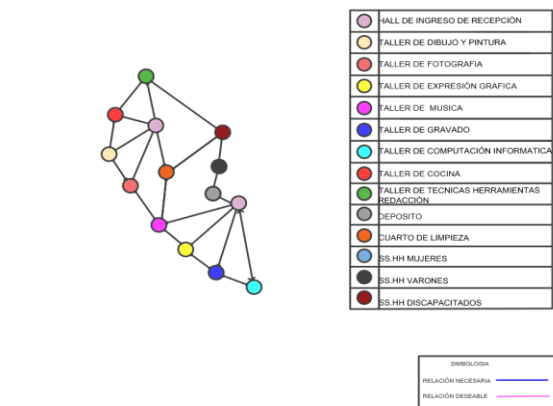 HALL DE INGRESO DE RECEPCIÓN
TALLER DE DIBUJO Y PINTURA
TALLER DE FOTOGRAFIA
TALLER DE EXPRESIÓN GRAFICA
TALLER DE MUSICA
TALLER DE GRAVADO
TALLER DE COMPUTACIÓN INFORMATICA
TALLER DE COCINA
TALLER DE TECNICAS HERRAMIENTAS
REDACCIÓN
DEPOSITO
CUARTO DE LIMPIEZA
SS.HH MUJERES
SS.HH VARONES
SS.HH DISCAPACITADOS
SIMBOLOGIA
RELACIÓN NECESARIA
RELACIÓN DESEABLE